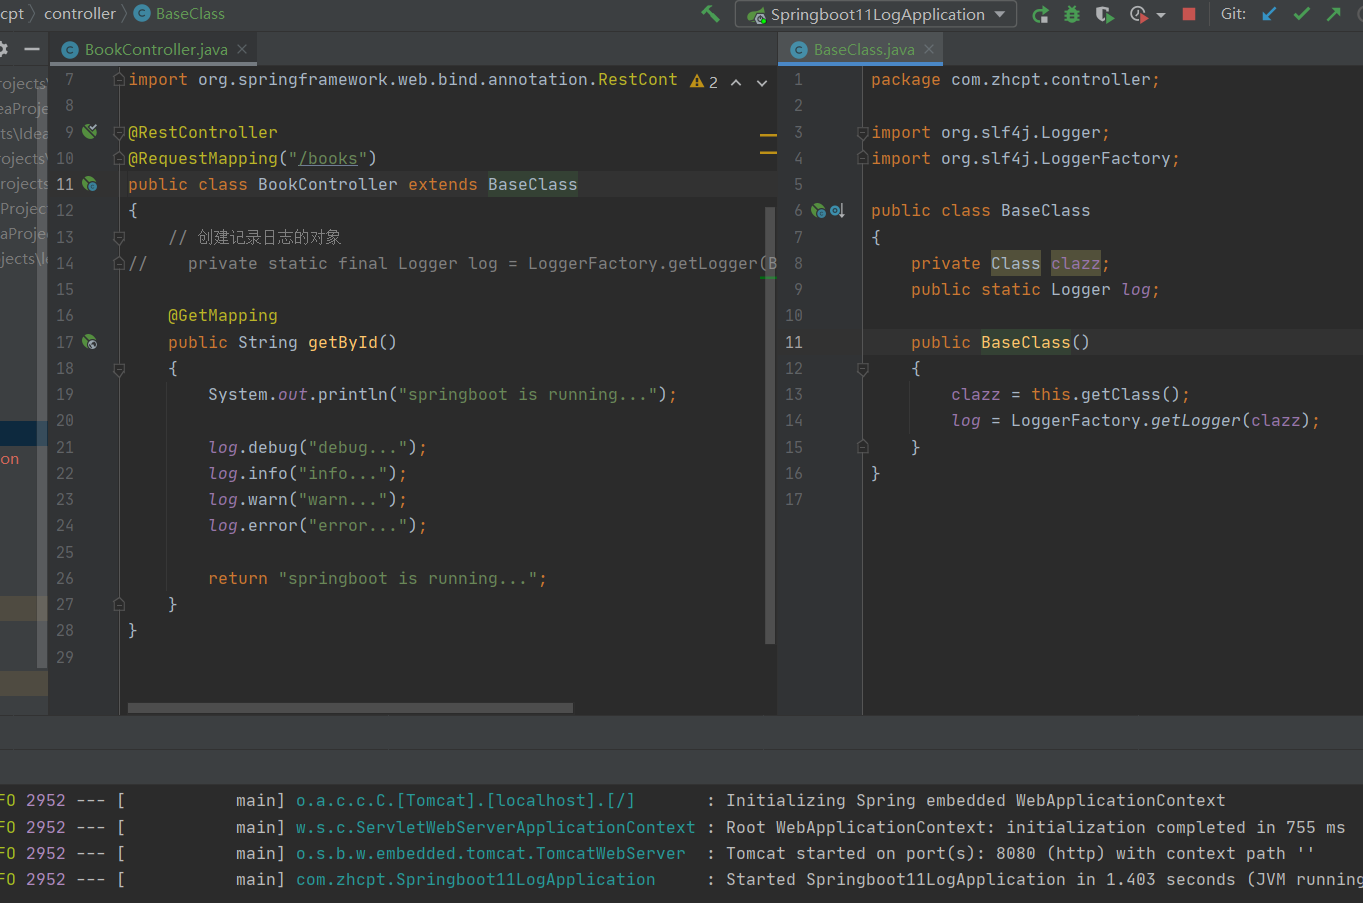 cpt controller BaseClass Springboot11LogApplication Git:
BookController.java
rojects\
eaProje
ts\Idea
rojects\
rojects
Project
aProje
jects\I
on
7 import org.springframework.web.bind.annotation.RestCont 2
8
9 @RestController
10 @RequestMapping("/books")
11 public class BookController extends BaseClass
12 {
13 // 创建记录日志的对象
14 // private static final Logger log = LoggerFactory.getLogger(B
15
16 @GetMapping
17 public String getById()
18 {
19 System.out.println("springboot is running...");
20
21 log.debug("debug...");
22 log.info("info...");
23 log.warn("warn...");
24 log.error("error...");
25
26 return "springboot is running...";
27 }
28 }
29
BaseClass.java
1 package com.zhcpt.controller;
2
3 import org.slf4j.Logger;
4 import org.slf4j.LoggerFactory;
5
6 public class BaseClass
7 {
8 private Class clazz;
9 public static Logger log;
10
11 public BaseClass()
12 {
13 clazz = this.getClass();
14 log = LoggerFactory.getLogger(clazz);
15 }
16 }
17
FO 2952 --- [ main] o.a.c.c.C.[Tomcat].[localhost].[/] : Initializing Spring embedded WebApplicationContext
FO 2952 --- [ main] w.s.c.ServletWebServerApplicationContext : Root WebApplicationContext: initialization completed in 755 ms
FO 2952 --- [ main] o.s.b.w.embedded.tomcat.TomcatWebServer : Tomcat started on port(s): 8080 (http) with context path ''
FO 2952 --- [ main] com.zhcpt.Springboot11LogApplication : Started Springboot11LogApplication in 1.403 seconds (JVM running